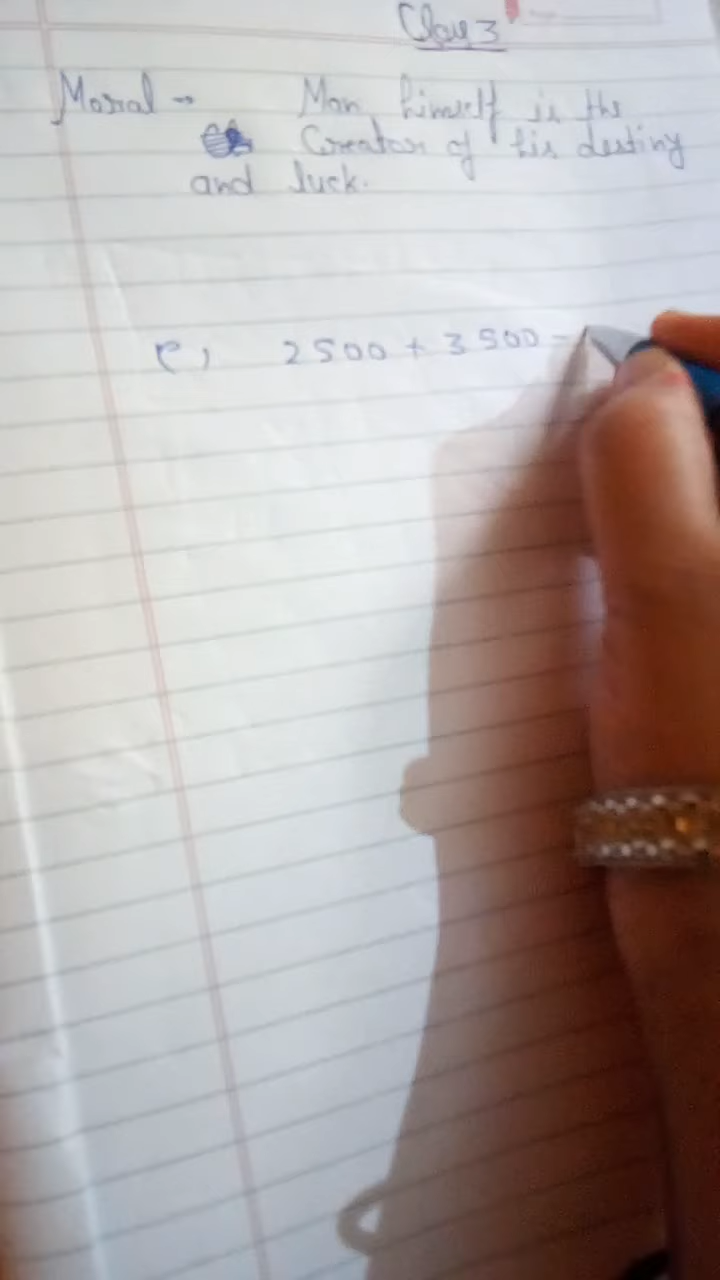 Class 3
Moral → Man himself is the
Creator of his destiny
and luck.
e, 2500 + 3500 =